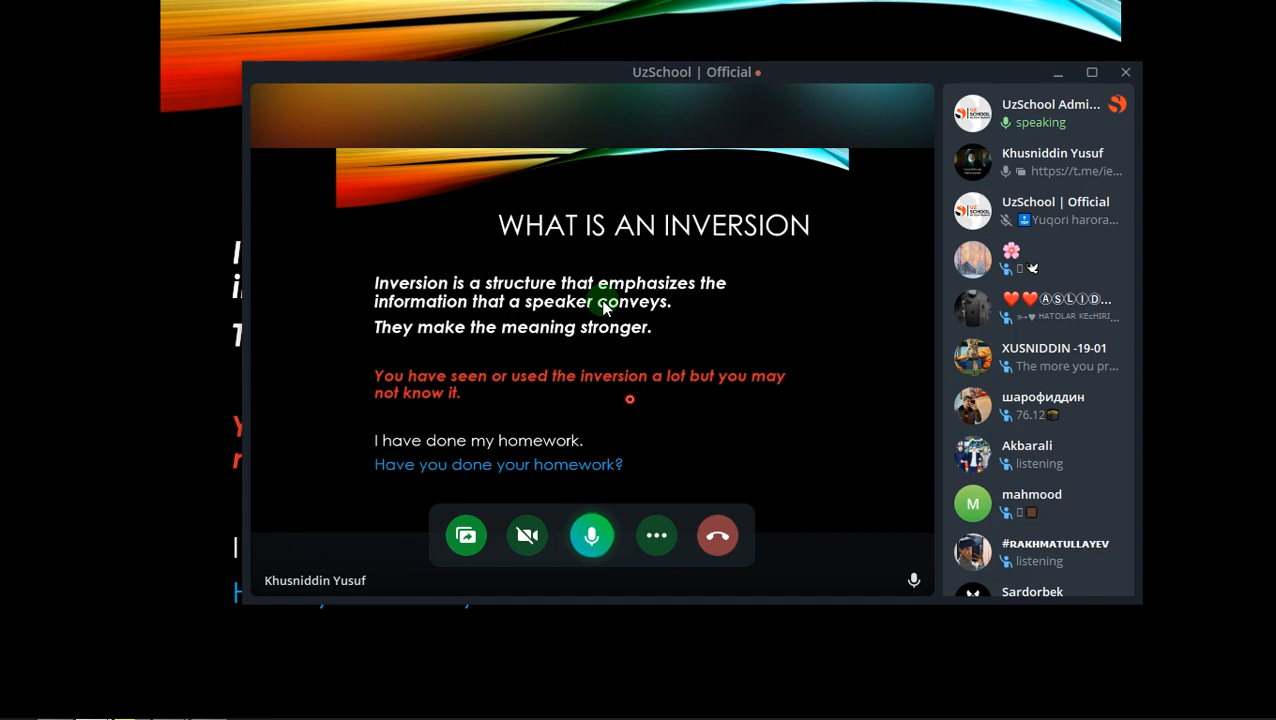 UzSchool | Official
WHAT IS AN INVERSION
Inversion is a structure that emphasizes the
information that a speaker conveys.
They make the meaning stronger.
You have seen or used the inversion a lot but you may
not know it.
I have done my homework.
Have you done your homework?
Khusniddin Yusuf
UzSchool Admi...
speaking
Khusniddin Yusuf
https://t.me/ie...
UzSchool | Official
Yuqori harora...
🌸
🕊
❤️❤️ⒶⓈⓁⒾⒹ...
XUSNIDDIN -19-01
The more you pr...
шарофиддин
76.12
Akbarali
listening
M
mahmood
#ʀᴀᴋʜᴍᴀᴛᴜʟʟᴀʏᴇᴠ
listening
Sardorbek